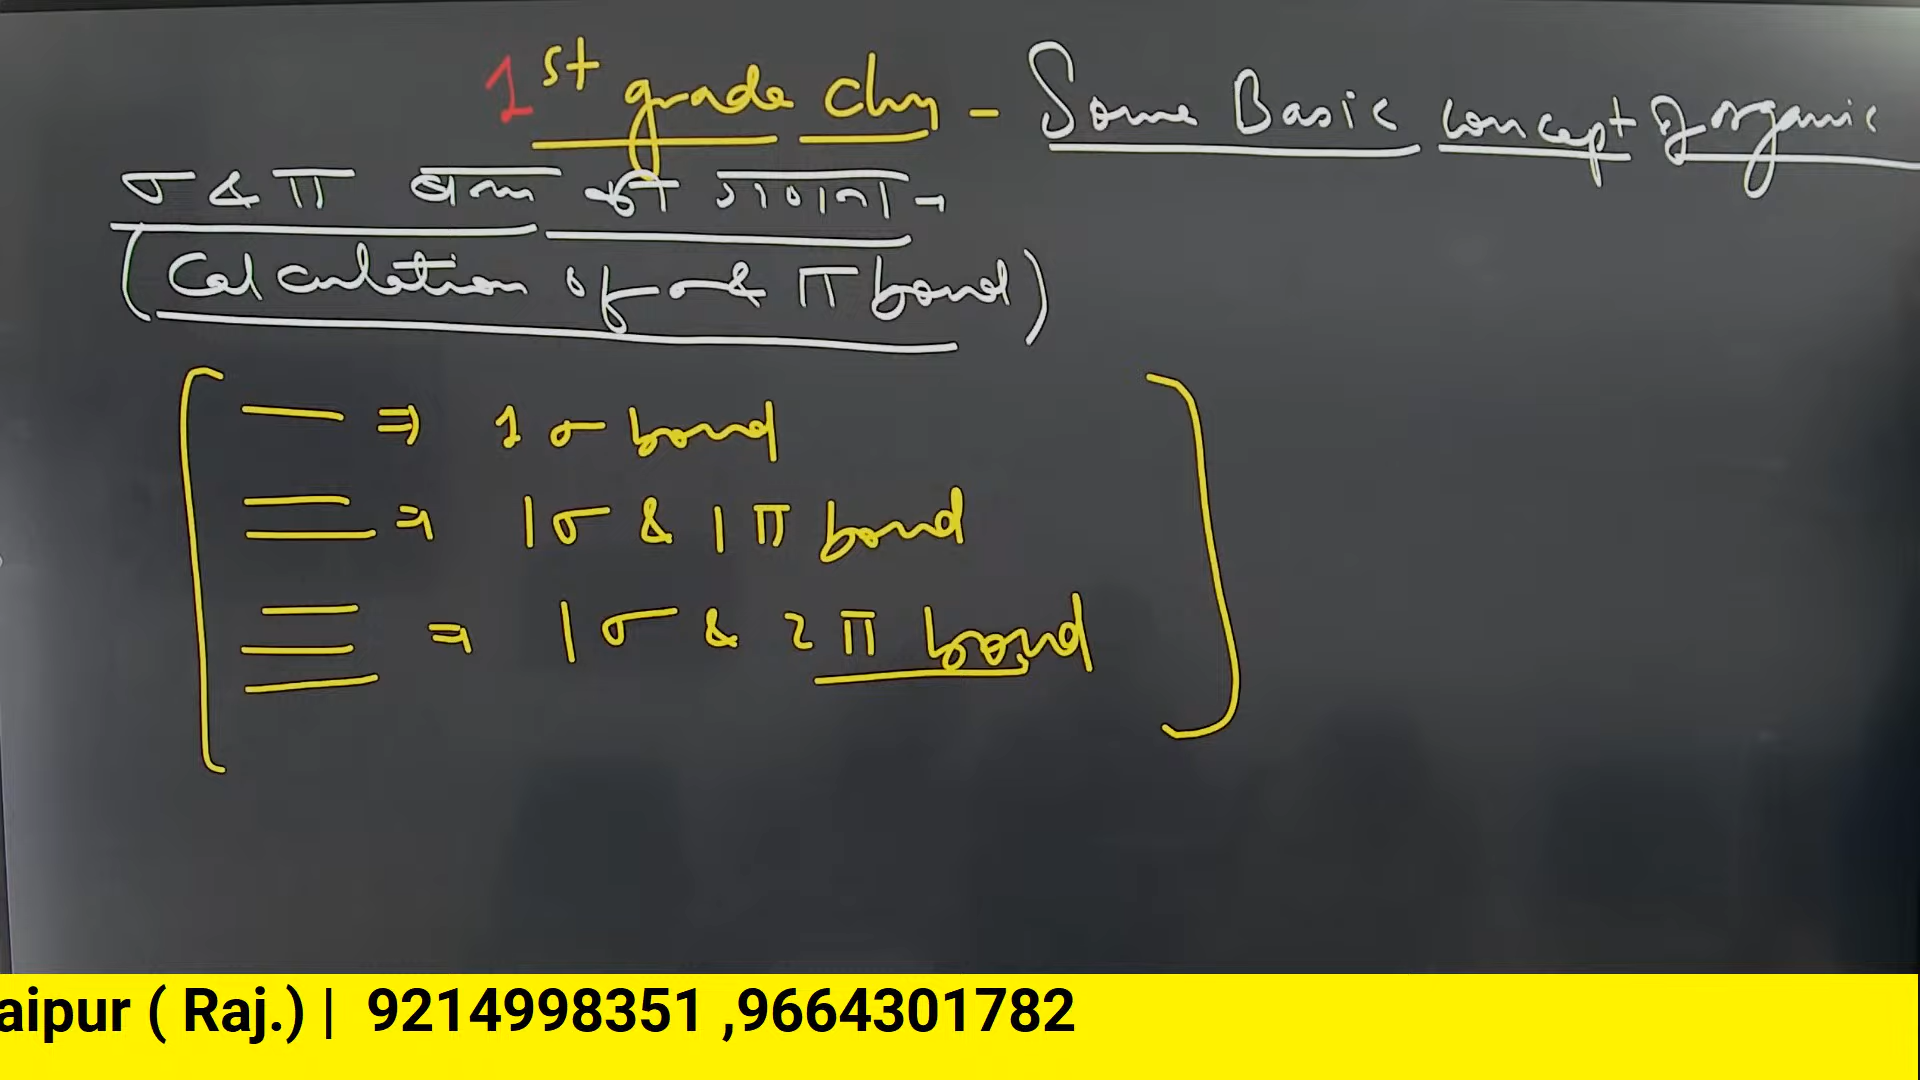 1st grade chy - Some Basic concept of organic
σ & π बन्ध की गणना -
(Calculation of σ & π bond)
— ⇒ 1 σ bond
= ⇒ 1σ & 1π bond
≡ ⇒ 1σ & 2π bond
aipur ( Raj.) | 9214998351 ,9664301782